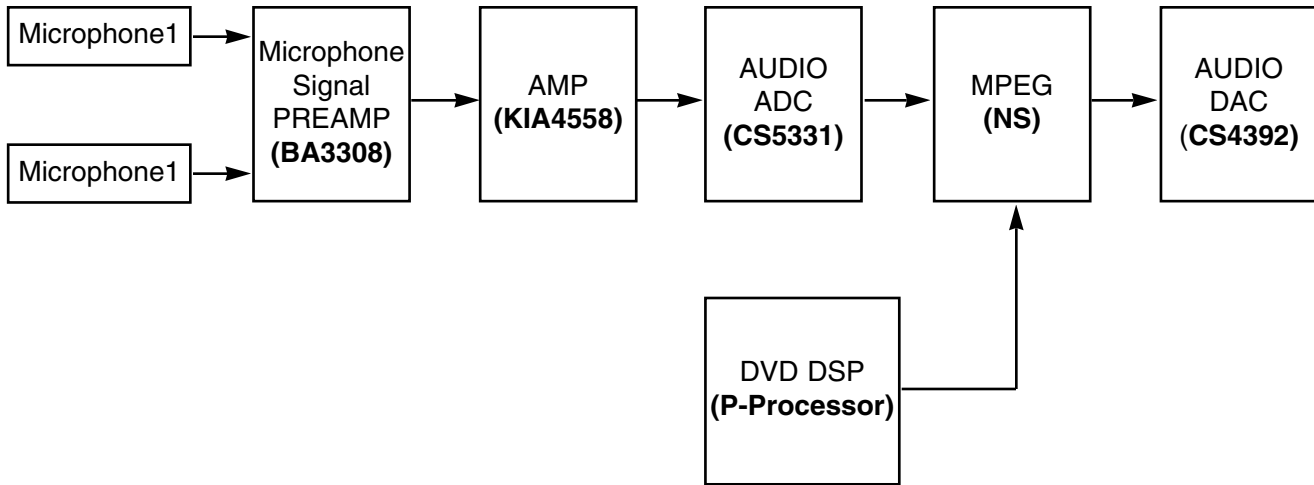 Microphone1
Microphone1
Microphone
Signal
PREAMP
(BA3308)
AMP
(KIA4558)
AUDIO
ADC
(CS5331)
MPEG
(NS)
AUDIO
DAC
(CS4392)
DVD DSP
(P-Processor)